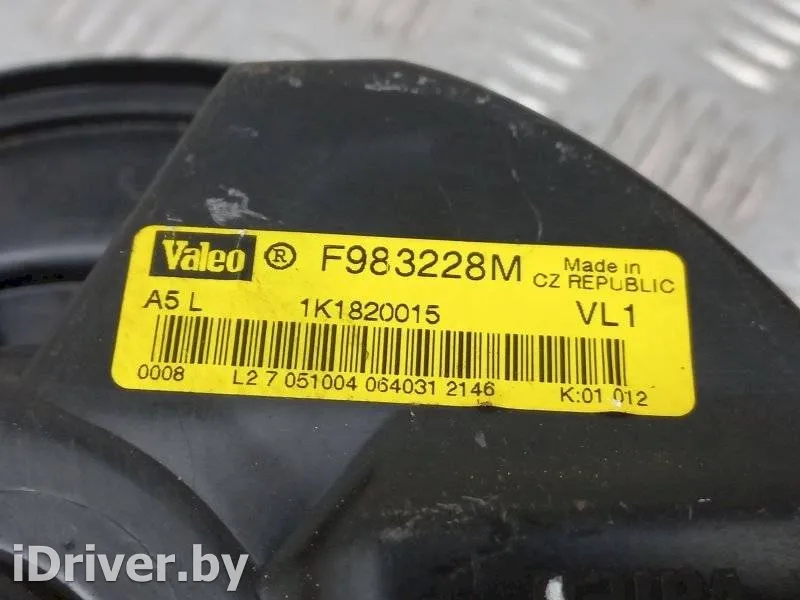 Valeo ® F983228M Made in
CZ REPUBLIC
A5 L 1K1820015 VL1
0008 L2 7 051004 064031 2146 K:01 012
iDriver.by